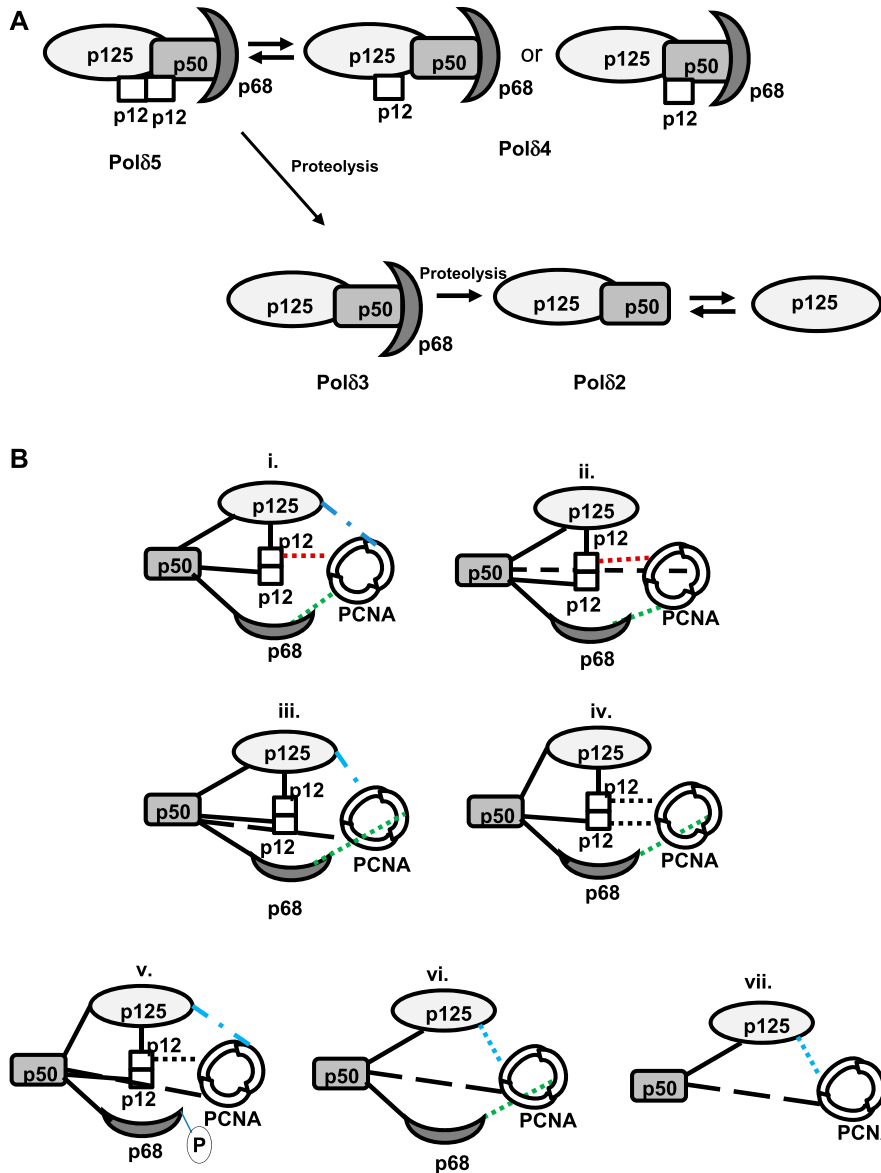 A
p125
p50
p68
p12
p12
Polδ5
p125
p50
p68
p12
or
p125
p50
p68
p12
Polδ4
Proteolysis
p125
p50
p68
Polδ3
Proteolysis
p125
p50
Polδ2
p125
B
i.
p125
p12
p50
p12
PCNA
p68
ii.
p125
p12
p50
p12
PCNA
p68
iii.
p125
p12
p50
p12
PCNA
p68
iv.
p125
p12
p50
p12
PCNA
p68
v.
p125
p12
p50
p12
PCNA
p68
P
vi.
p125
p50
PCNA
p68
vii.
p125
p50
PCN